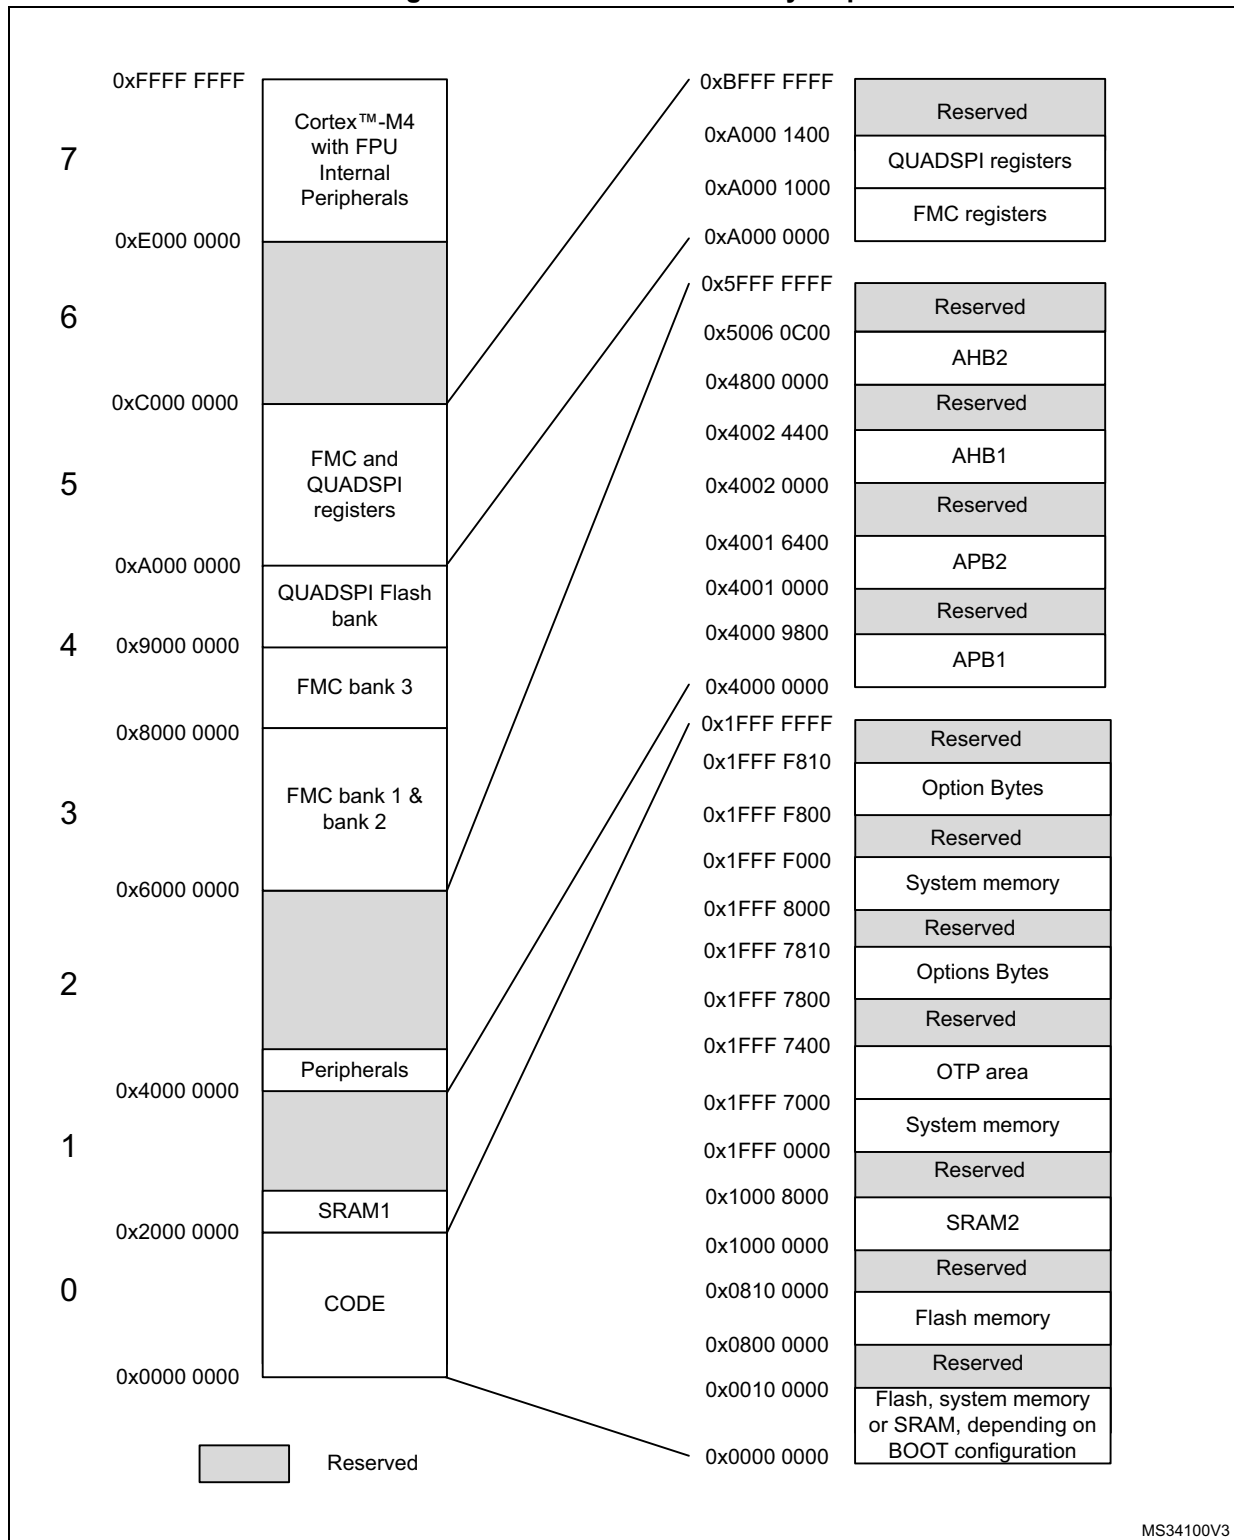 0xFFFF FFFF
7
Cortex™-M4
with FPU
Internal
Peripherals
0xE000 0000
6
0xC000 0000
5
FMC and
QUADSPI
registers
0xA000 0000
QUADSPI Flash
bank
4
0x9000 0000
FMC bank 3
0x8000 0000
3
FMC bank 1 &
bank 2
0x6000 0000
2
Peripherals
0x4000 0000
1
SRAM1
0x2000 0000
0
CODE
0x0000 0000
Reserved
0xBFFF FFFF
Reserved
0xA000 1400
QUADSPI registers
0xA000 1000
FMC registers
0xA000 0000
0x5FFF FFFF
Reserved
0x5006 0C00
AHB2
0x4800 0000
Reserved
0x4002 4400
AHB1
0x4002 0000
Reserved
0x4001 6400
APB2
0x4001 0000
Reserved
0x4000 9800
APB1
0x4000 0000
0x1FFF FFFF
Reserved
0x1FFF F810
Option Bytes
0x1FFF F800
Reserved
0x1FFF F000
System memory
0x1FFF 8000
Reserved
0x1FFF 7810
Options Bytes
0x1FFF 7800
Reserved
0x1FFF 7400
OTP area
0x1FFF 7000
System memory
0x1FFF 0000
Reserved
0x1000 8000
SRAM2
0x1000 0000
Reserved
0x0810 0000
Flash memory
0x0800 0000
Reserved
0x0010 0000
Flash, system memory
or SRAM, depending on
BOOT configuration
0x0000 0000
MS34100V3